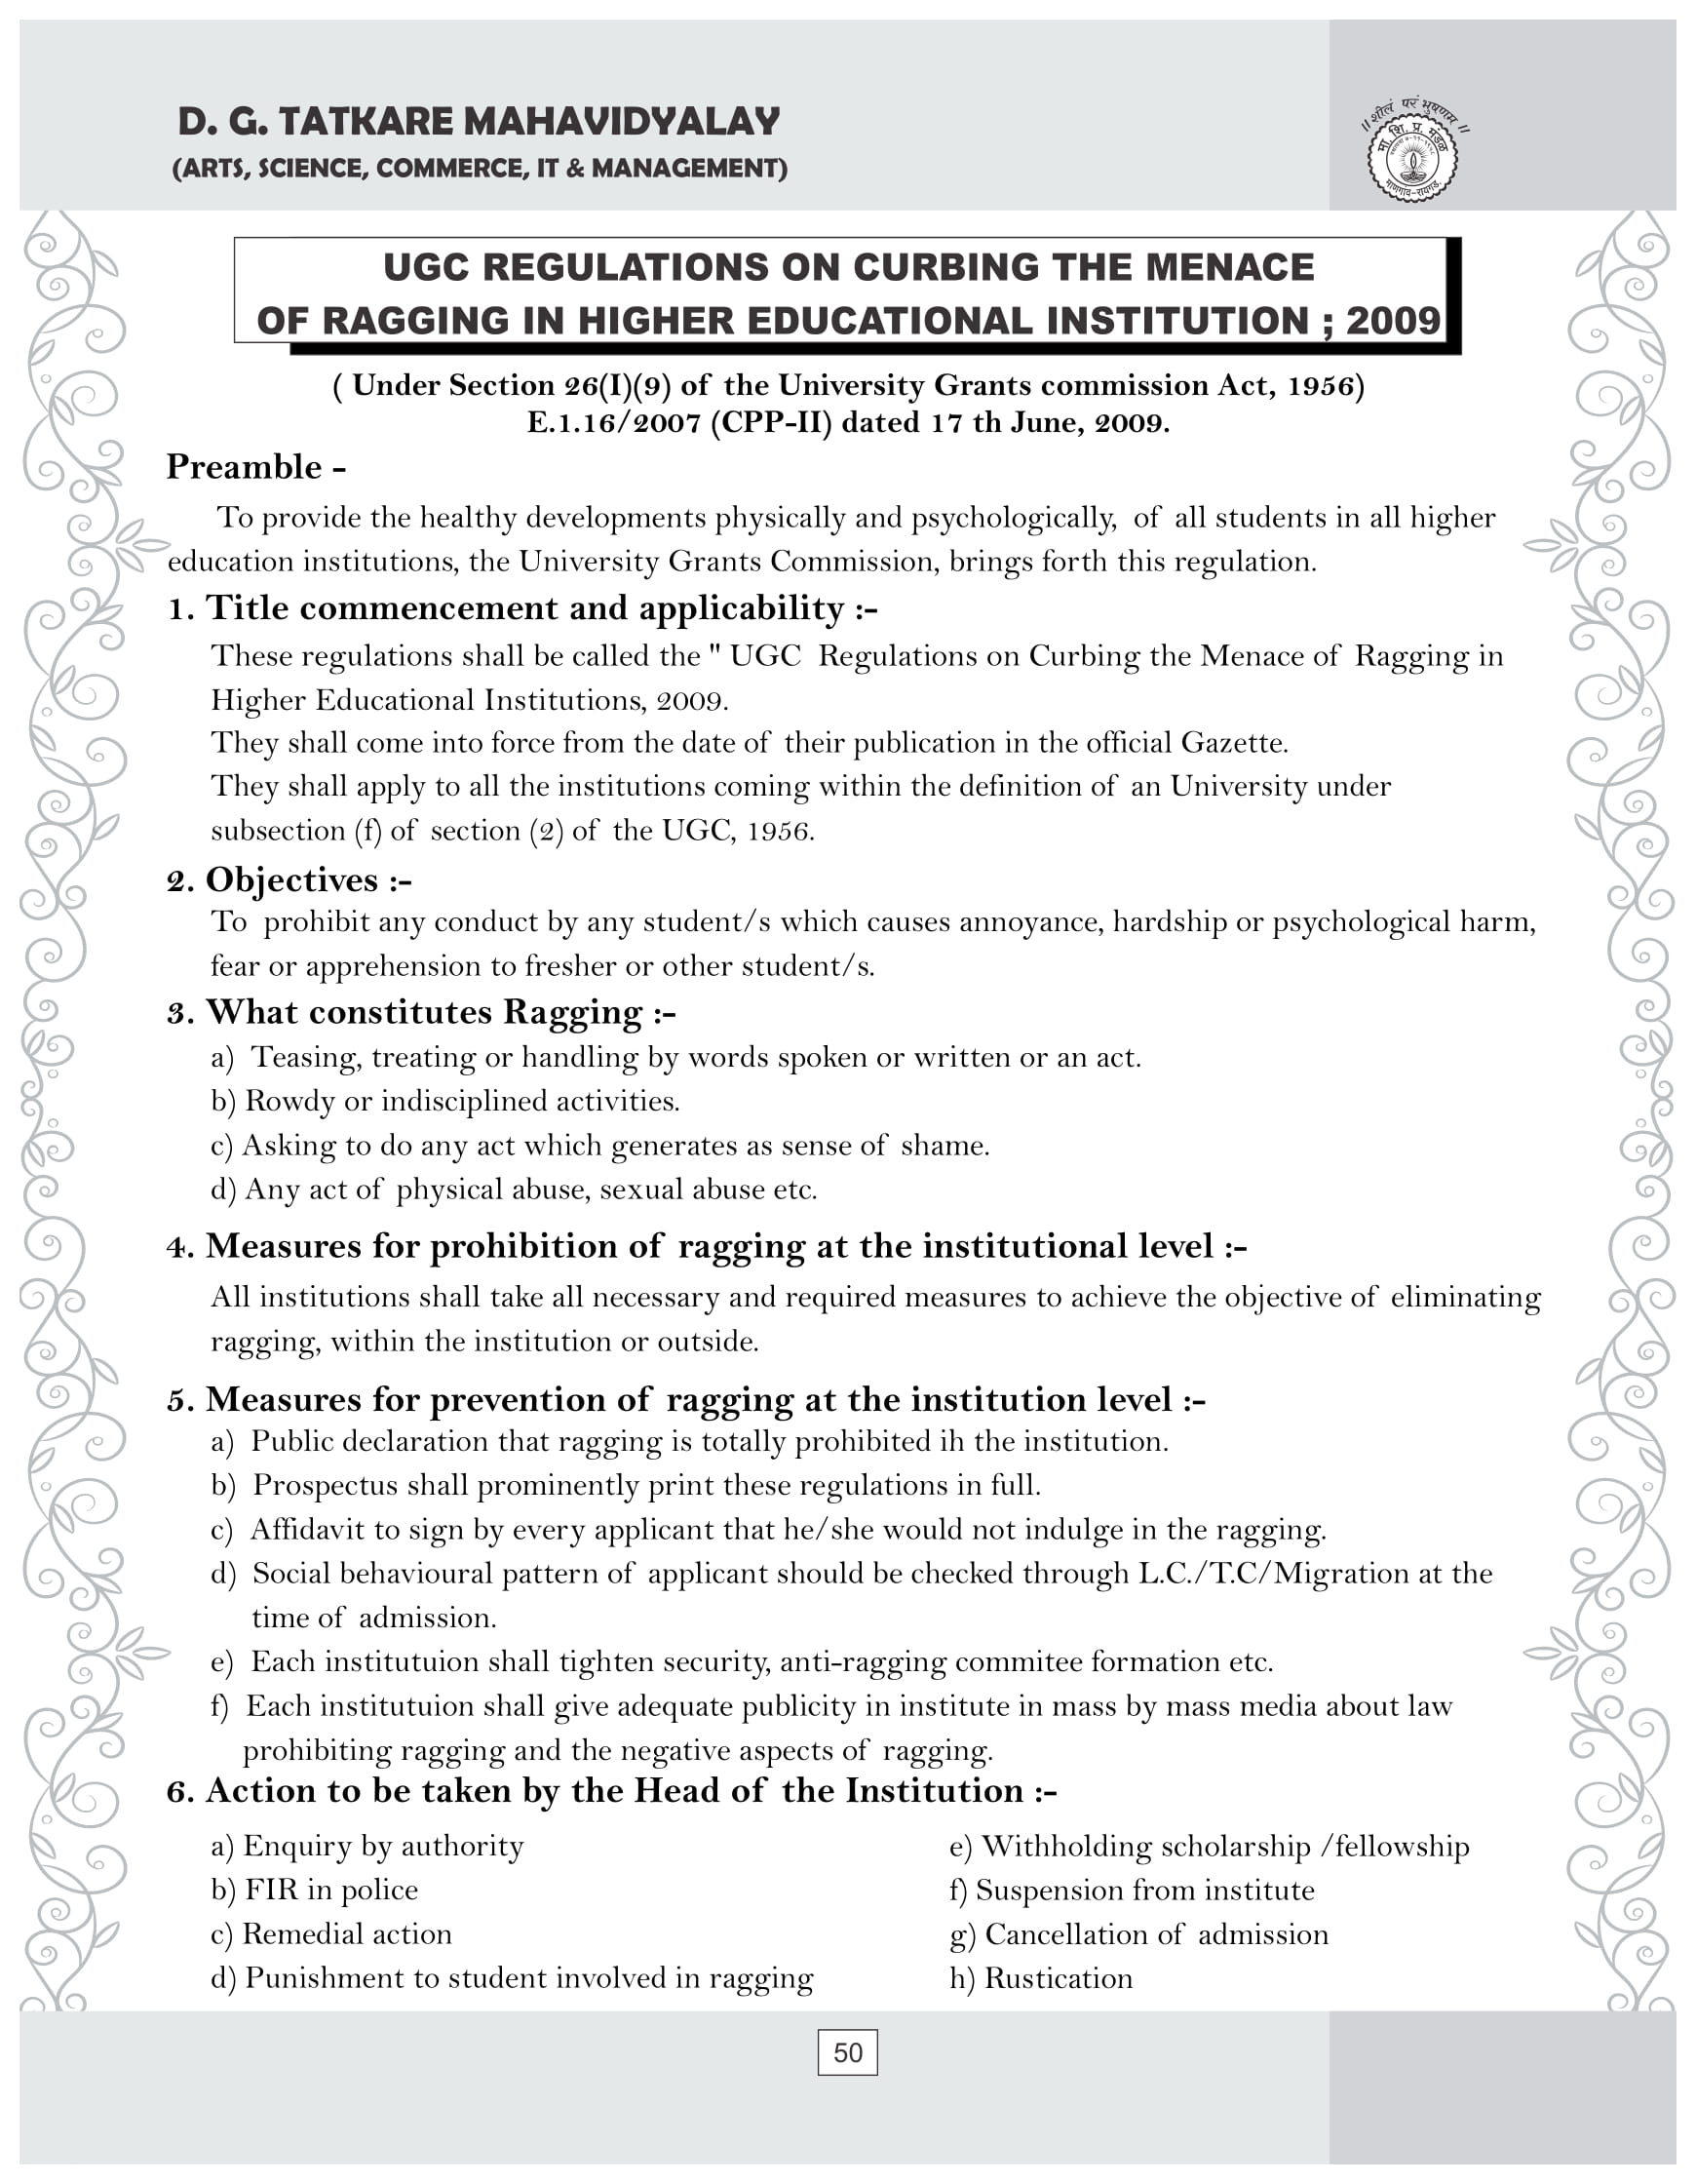 D. G. TATKARE MAHAVIDYALAY
(ARTS, SCIENCE, COMMERCE, IT & MANAGEMENT)
॥ शीलं परं भुषणम ॥
मा. शि. प्र. मंडळ
माणगांव-रायगड.
UGC REGULATIONS ON CURBING THE MENACE
OF RAGGING IN HIGHER EDUCATIONAL INSTITUTION ; 2009
( Under Section 26(I)(9) of the University Grants commission Act, 1956)
E.1.16/2007 (CPP-II) dated 17 th June, 2009.
Preamble -
To provide the healthy developments physically and psychologically, of all students in all higher
education institutions, the University Grants Commission, brings forth this regulation.
1. Title commencement and applicability :-
These regulations shall be called the " UGC Regulations on Curbing the Menace of Ragging in
Higher Educational Institutions, 2009.
They shall come into force from the date of their publication in the official Gazette.
They shall apply to all the institutions coming within the definition of an University under
subsection (f) of section (2) of the UGC, 1956.
2. Objectives :-
To prohibit any conduct by any student/s which causes annoyance, hardship or psychological harm,
fear or apprehension to fresher or other student/s.
3. What constitutes Ragging :-
a) Teasing, treating or handling by words spoken or written or an act.
b) Rowdy or indisciplined activities.
c) Asking to do any act which generates as sense of shame.
d) Any act of physical abuse, sexual abuse etc.
4. Measures for prohibition of ragging at the institutional level :-
All institutions shall take all necessary and required measures to achieve the objective of eliminating
ragging, within the institution or outside.
5. Measures for prevention of ragging at the institution level :-
a) Public declaration that ragging is totally prohibited ih the institution.
b) Prospectus shall prominently print these regulations in full.
c) Affidavit to sign by every applicant that he/she would not indulge in the ragging.
d) Social behavioural pattern of applicant should be checked through L.C./T.C/Migration at the
time of admission.
e) Each institutuion shall tighten security, anti-ragging commitee formation etc.
f) Each institutuion shall give adequate publicity in institute in mass by mass media about law
prohibiting ragging and the negative aspects of ragging.
6. Action to be taken by the Head of the Institution :-
a) Enquiry by authority
b) FIR in police
c) Remedial action
d) Punishment to student involved in ragging
e) Withholding scholarship /fellowship
f) Suspension from institute
g) Cancellation of admission
h) Rustication
50